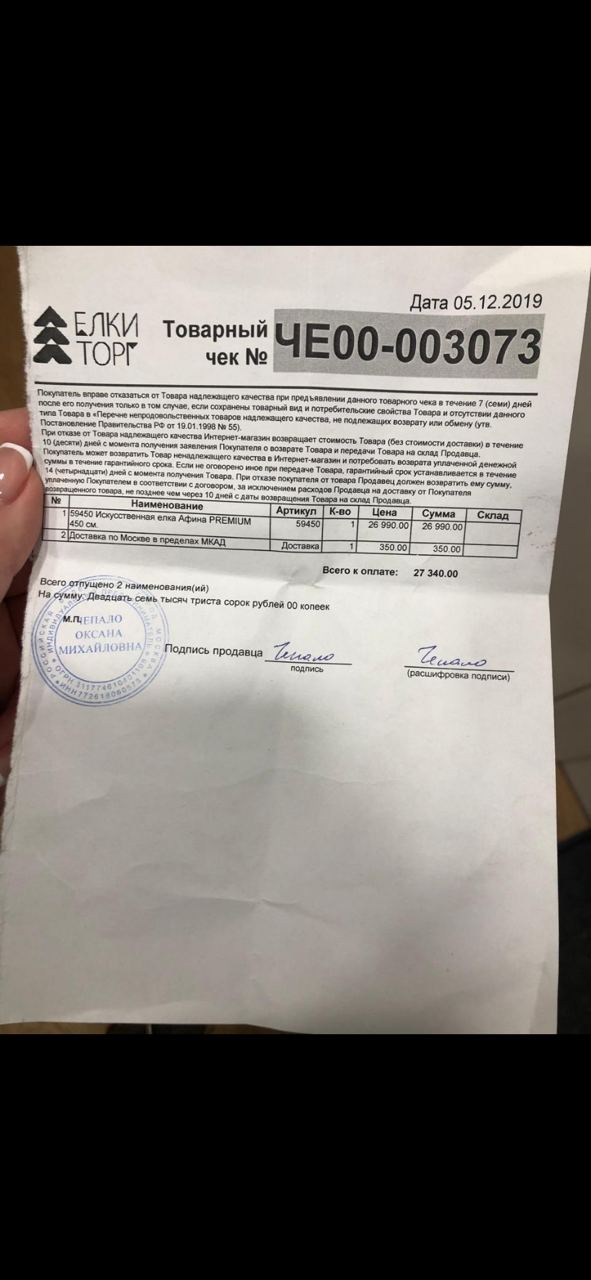 Дата 05.12.2019
ЕЛКИ
ТОРГ
Товарный
чек №
ЧЕ00-003073
Покупатель вправе отказаться от Товара надлежащего качества при предъявлении данного товарного чека в течение 7 (семи) дней
после его получения только в том случае, если сохранены товарный вид и потребительские свойства Товара и отсутствии данного
типа Товара в «Перечне непродовольственных товаров надлежащего качества, не подлежащих возврату или обмену (утв.
Постановление Правительства РФ от 19.01.1998 № 55).
При отказе от Товара надлежащего качества Интернет-магазин возвращает стоимость Товара (без стоимости доставки) в течение
10 (десяти) дней с момента получения заявления Покупателя о возврате Товара и передачи Товара на склад Продавца.
Покупатель может возвратить Товар ненадлежащего качества в Интернет-магазин и потребовать возврата уплаченной денежной
суммы в течение гарантийного срока. Если не оговорено иное при передаче Товара, гарантийный срок устанавливается в течение
14 (четырнадцати) дней с момента получения Товара. При отказе покупателя от товара Продавец должен возвратить ему сумму,
уплаченную Покупателем в соответствии с договором, за исключением расходов Продавца на доставку от Покупателя
возвращенного товара, не позднее чем через 10 дней с даты возвращения Товара на склад Продавца.
№ Наименование Артикул К-во Цена Сумма Склад
1 59450 Искусственная елка Афина PREMIUM 59450 1 26 990.00 26 990.00
450 см.
2 Доставка по Москве в пределах МКАД Доставка 1 350.00 350.00
Всего к оплате: 27 340.00
Всего отпущено 2 наименования(ий)
На сумму: Двадцать семь тысяч триста сорок рублей 00 копеек
М.П.
ЧЕПАЛО
ОКСАНА
МИХАЙЛОВНА
Подпись продавца Чепало Чепало
подпись (расшифровка подписи)